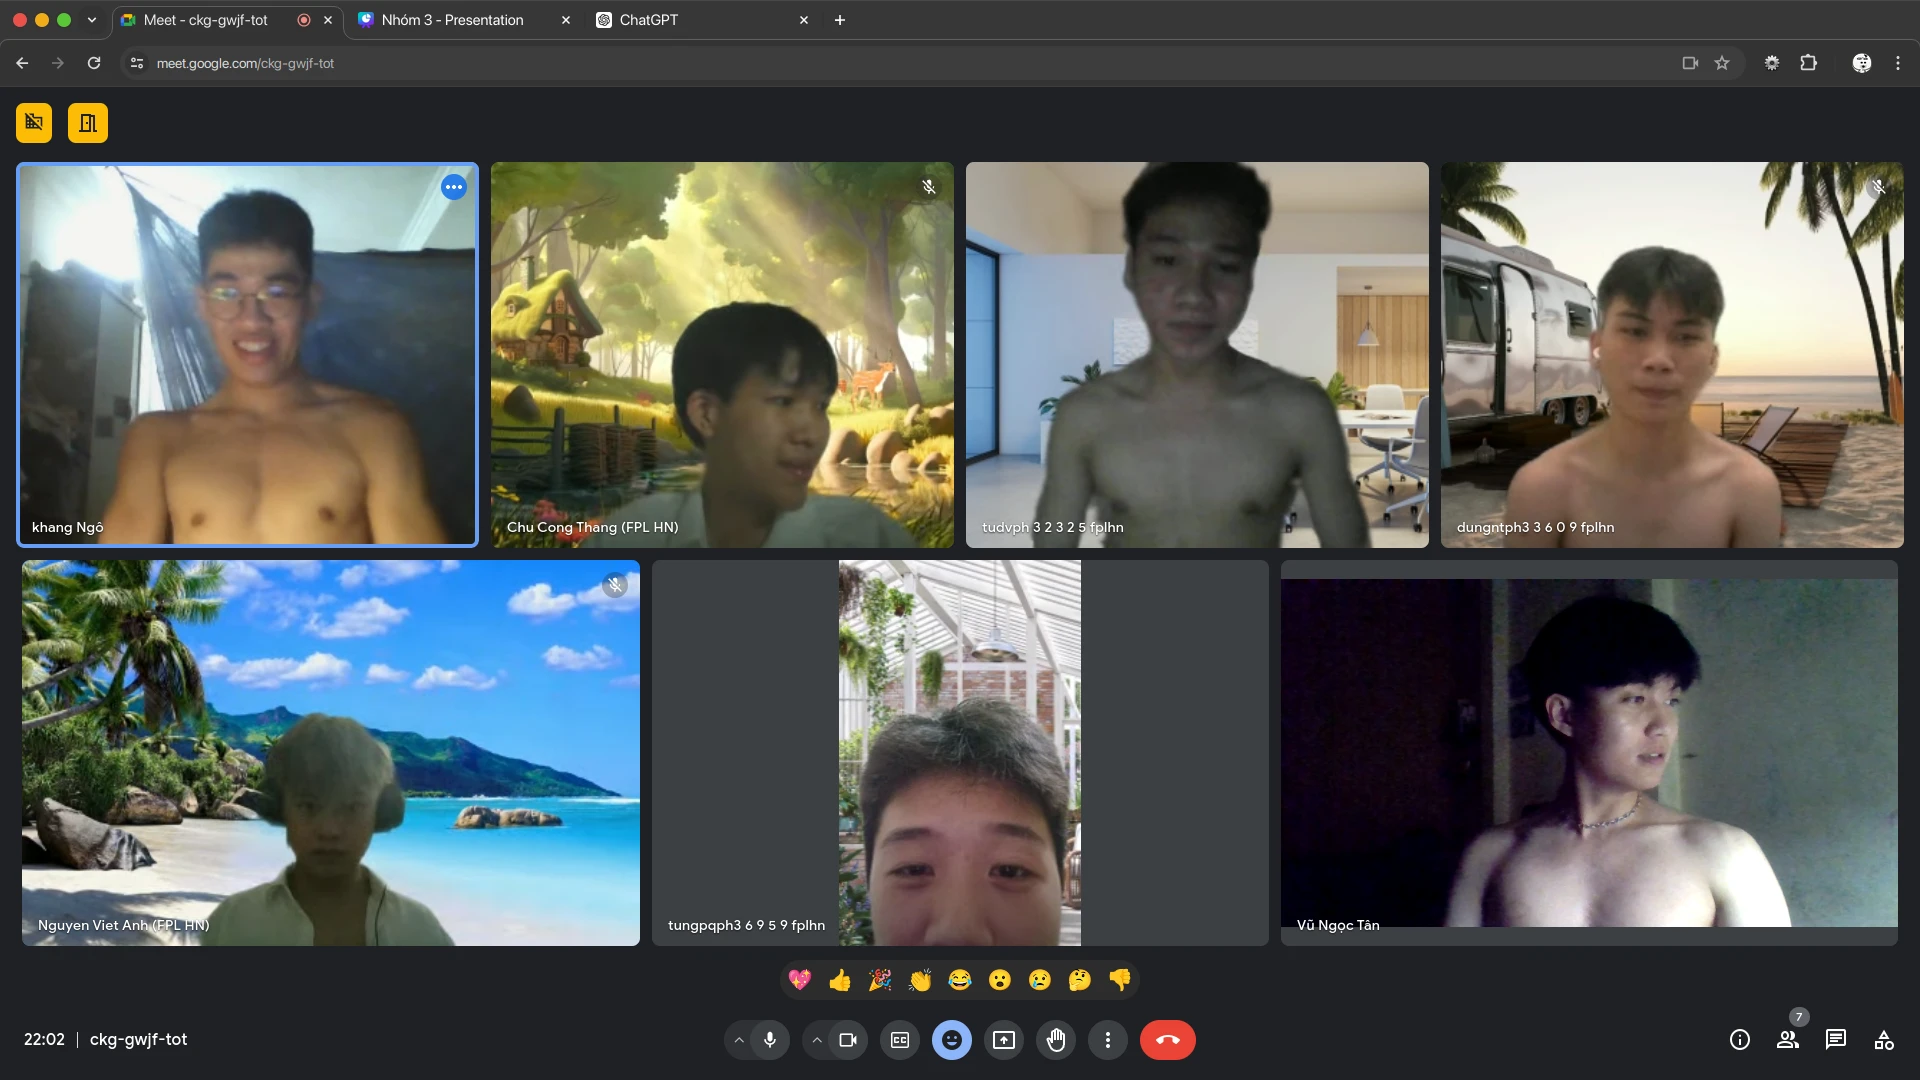 Meet - ckg-gwjf-tot
Nhóm 3 - Presentation
ChatGPT
meet.google.com/ckg-gwjf-tot
khang Ngô
Chu Cong Thang (FPL HN)
tudvph 3 2 3 2 5 fplhn
dungntph3 3 6 0 9 fplhn
Nguyen Viet Anh (FPL HN)
tungpqph3 6 9 5 9 fplhn
Vũ Ngọc Tân
22:02 | ckg-gwjf-tot
7